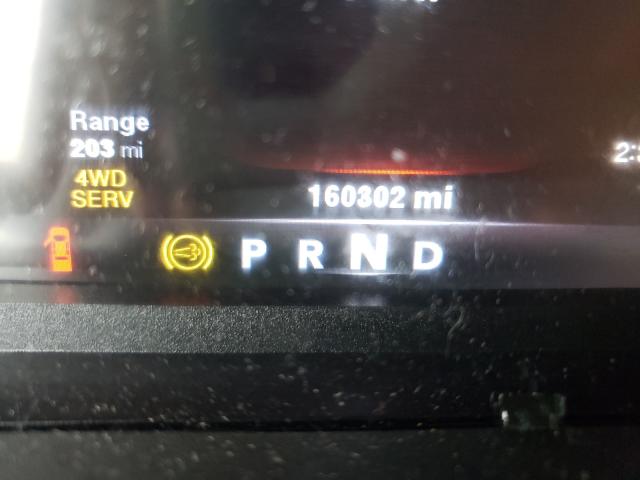 Range
203 mi
4WD
SERV
160302 mi
P R N D